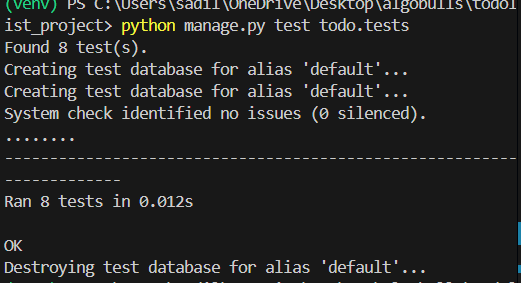 (venv) PS C:\Users\sadil\OneDrive\Desktop\algobulls\todol
ist_project> python manage.py test todo.tests
Found 8 test(s).
Creating test database for alias 'default'...
Creating test database for alias 'default'...
System check identified no issues (0 silenced).
........
----------------------------------------------------------
-------------
Ran 8 tests in 0.012s
OK
Destroying test database for alias 'default'...